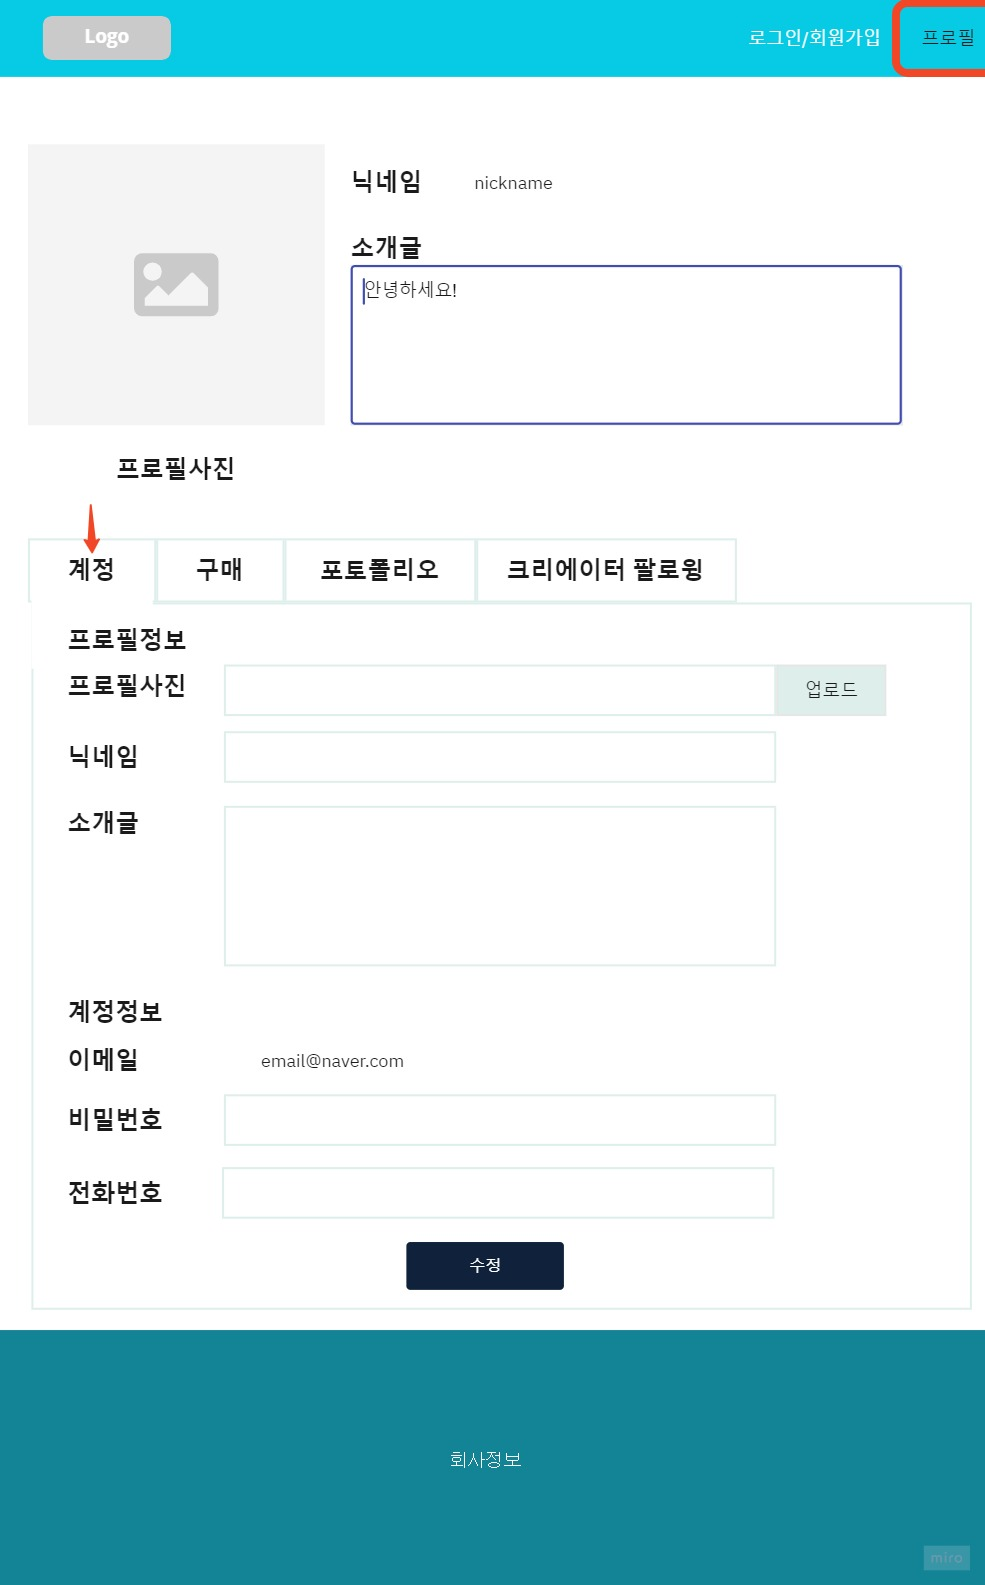 Logo
로그인/회원가입
프로필
닉네임
nickname
소개글
안녕하세요!
프로필사진
계정
구매
포토폴리오
크리에이터 팔로윙
프로필정보
프로필사진
업로드
닉네임
소개글
계정정보
이메일
email@naver.com
비밀번호
전화번호
수정
회사정보
miro